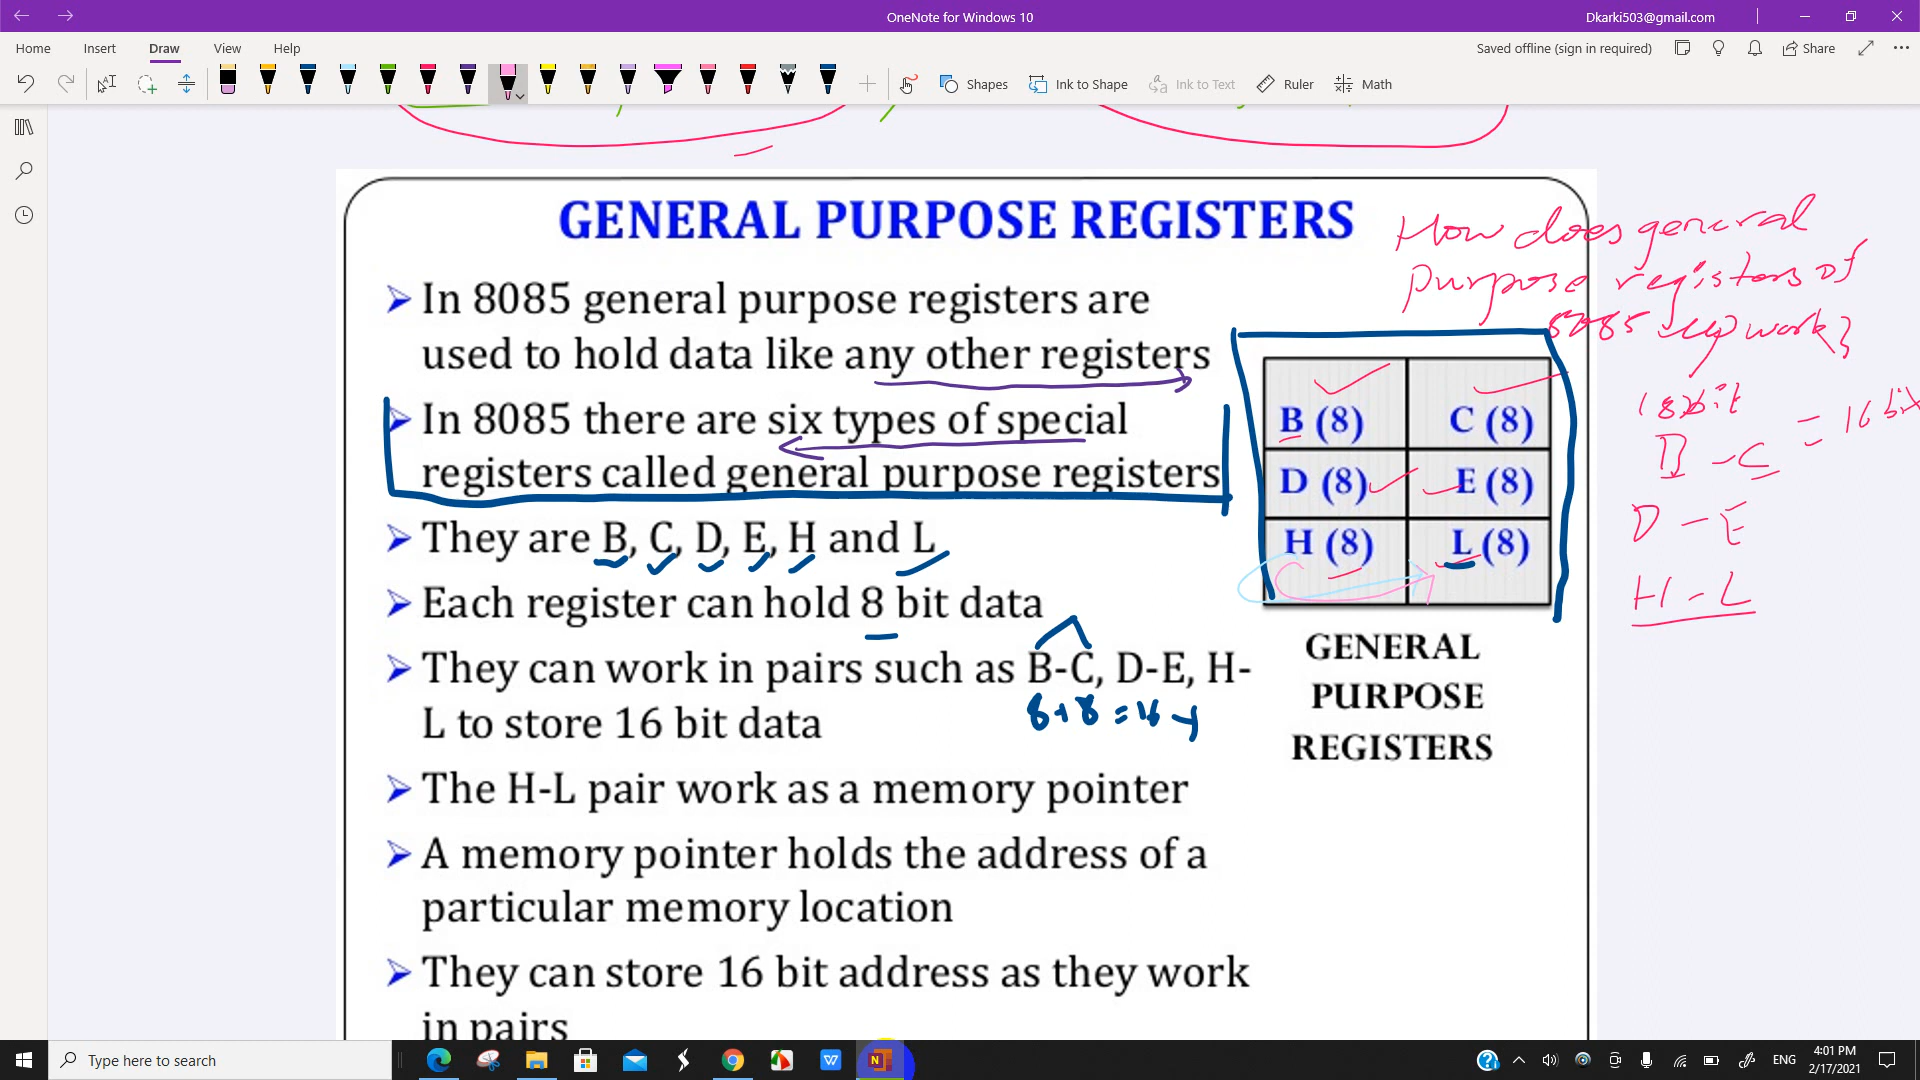 OneNote for Windows 10
Dkarki503@gmail.com
Home Insert Draw View Help
Saved offline (sign in required)
Share
Shapes Ink to Shape Ink to Text Ruler Math
GENERAL PURPOSE REGISTERS
In 8085 general purpose registers are
used to hold data like any other registers
In 8085 there are six types of special
registers called general purpose registers
They are B, C, D, E, H and L
Each register can hold 8 bit data
They can work in pairs such as B-C, D-E, H-
L to store 16 bit data
8+8 = 16
The H-L pair work as a memory pointer
A memory pointer holds the address of a
particular memory location
They can store 16 bit address as they work
in pairs
How does general
purpose registers of
8085 up work?
B (8) C (8)
D (8) E (8)
H (8) L (8)
GENERAL
PURPOSE
REGISTERS
B - C = 16 bit
D - E
H - L
Type here to search
ENG
4:01 PM
2/17/2021